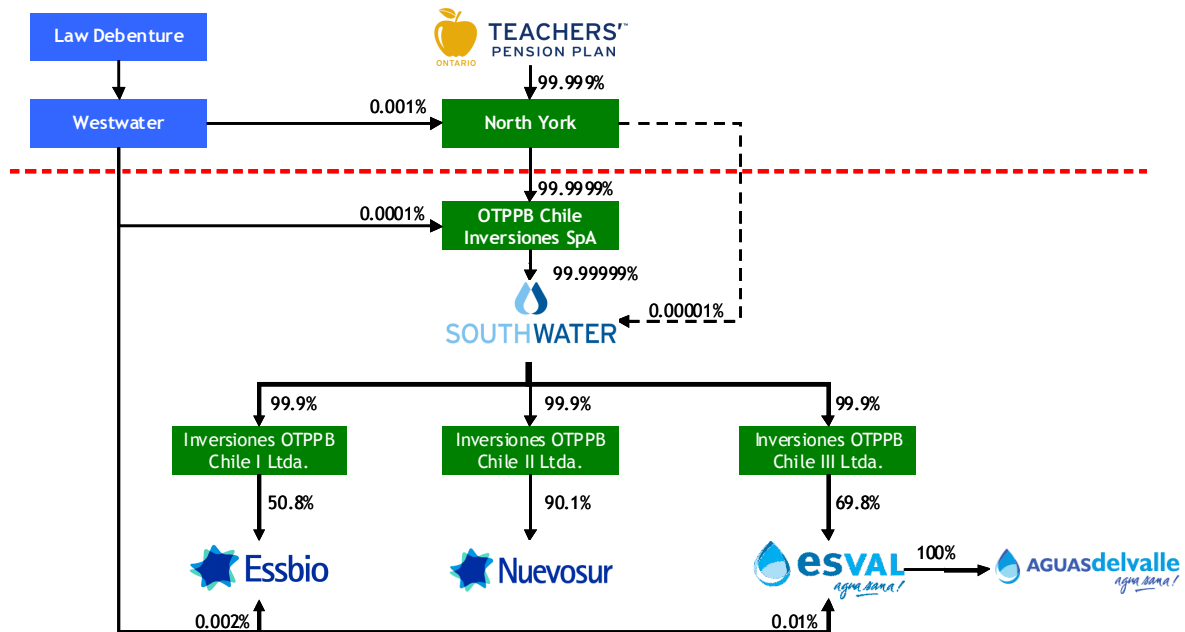 Law Debenture
TEACHERS'™
PENSION PLAN
ONTARIO
99.999%
0.001%
Westwater
North York
99.9999%
0.0001%
OTPPB Chile
Inversiones SpA
99.99999%
0.00001%
SOUTHWATER
99.9%
99.9%
99.9%
Inversiones OTPPB
Chile I Ltda.
Inversiones OTPPB
Chile II Ltda.
Inversiones OTPPB
Chile III Ltda.
50.8%
90.1%
69.8%
Essbio
Nuevosur
esval
agua sana!
100%
AGUASdelvalle
agua sana!
0.002%
0.01%